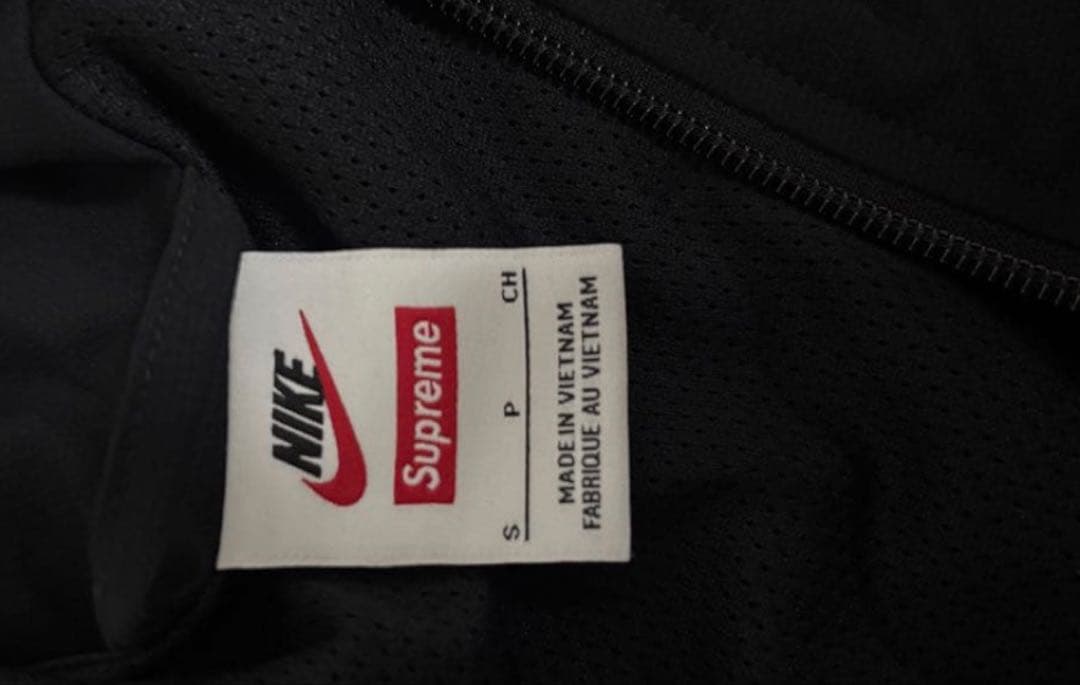 NIKE
Supreme
S P CH
MADE IN VIETNAM
FABRIQUE AU VIETNAM